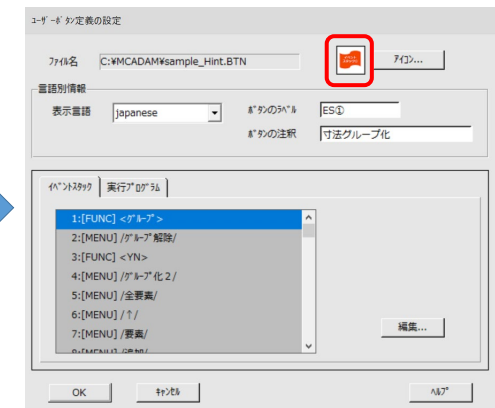 ﾕｰｻﾞｰﾎﾞﾀﾝ定義の設定
ﾌｧｲﾙ名 C:¥MCADAM¥sample_Hint.BTN ｱｲｺﾝ...
言語別情報
表示言語 japanese ﾎﾞﾀﾝのﾗﾍﾞﾙ ES①
ﾎﾞﾀﾝの注釈 寸法グループ化
ｲﾍﾞﾝﾄｽﾀｯｸ 実行ﾌﾟﾛｸﾞﾗﾑ
1:[FUNC] <ｸﾞﾙｰﾌﾟ>
2:[MENU] /ｸﾞﾙｰﾌﾟ解除/
3:[FUNC] <YN>
4:[MENU] /ｸﾞﾙｰﾌﾟ化２/
5:[MENU] /全要素/
6:[MENU] /↑/
7:[MENU] /要素/
8:[MENU] /追加/
編集...
OK ｷｬﾝｾﾙ ﾍﾙﾌﾟ